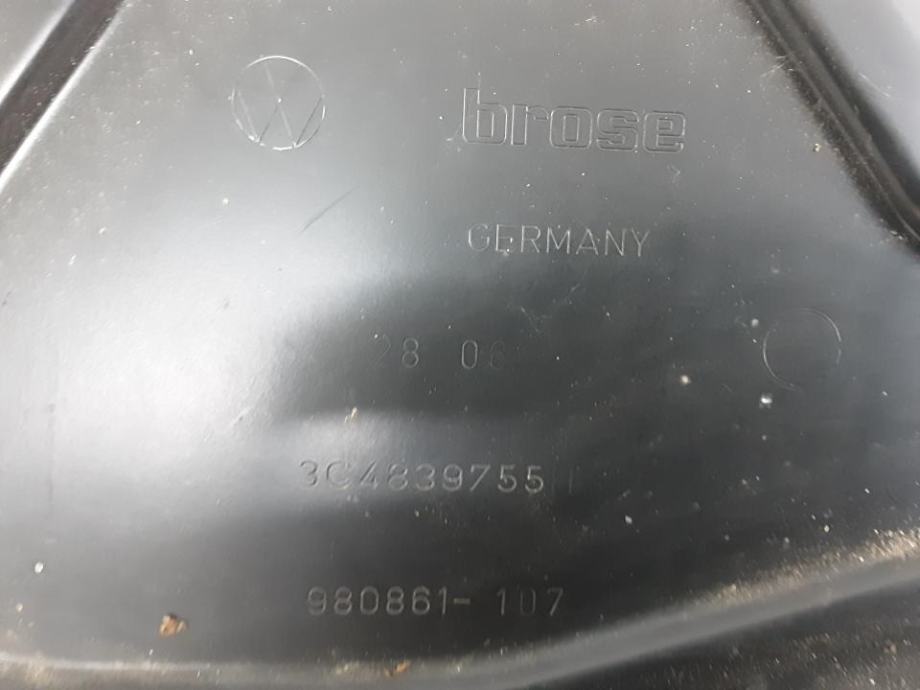 brose
GERMANY
28 06
3C4839755
980861-107